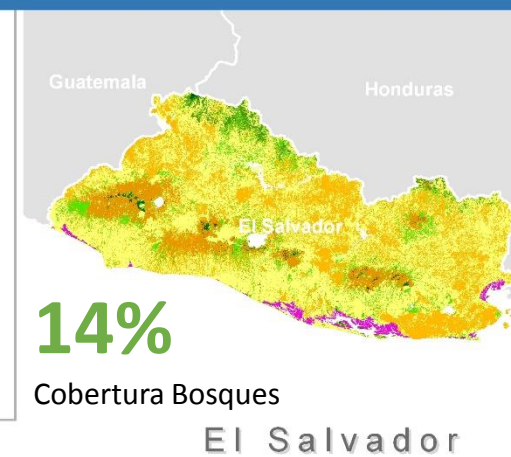 Guatemala
Honduras
El Salvador
14%
Cobertura Bosques
El Salvador